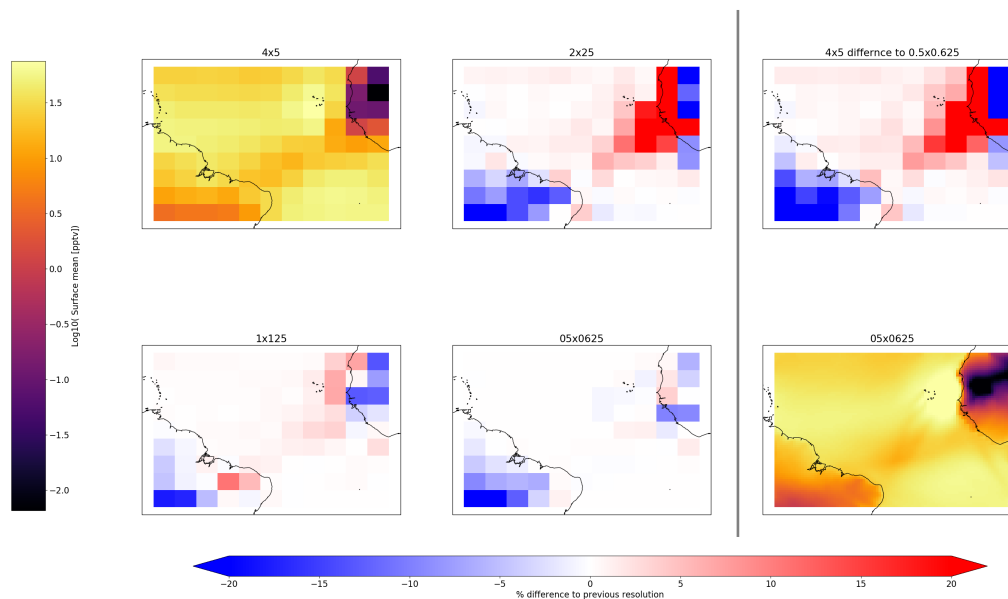 4x5
2x25
4x5 differnce to 0.5x0.625
1.5
1.0
0.5
0.0
−0.5
−1.0
−1.5
−2.0
Log10( Surface mean [pptv])
1x125
05x0625
05x0625
−20
−15
−10
−5
0
5
10
15
20
% difference to previous resolution